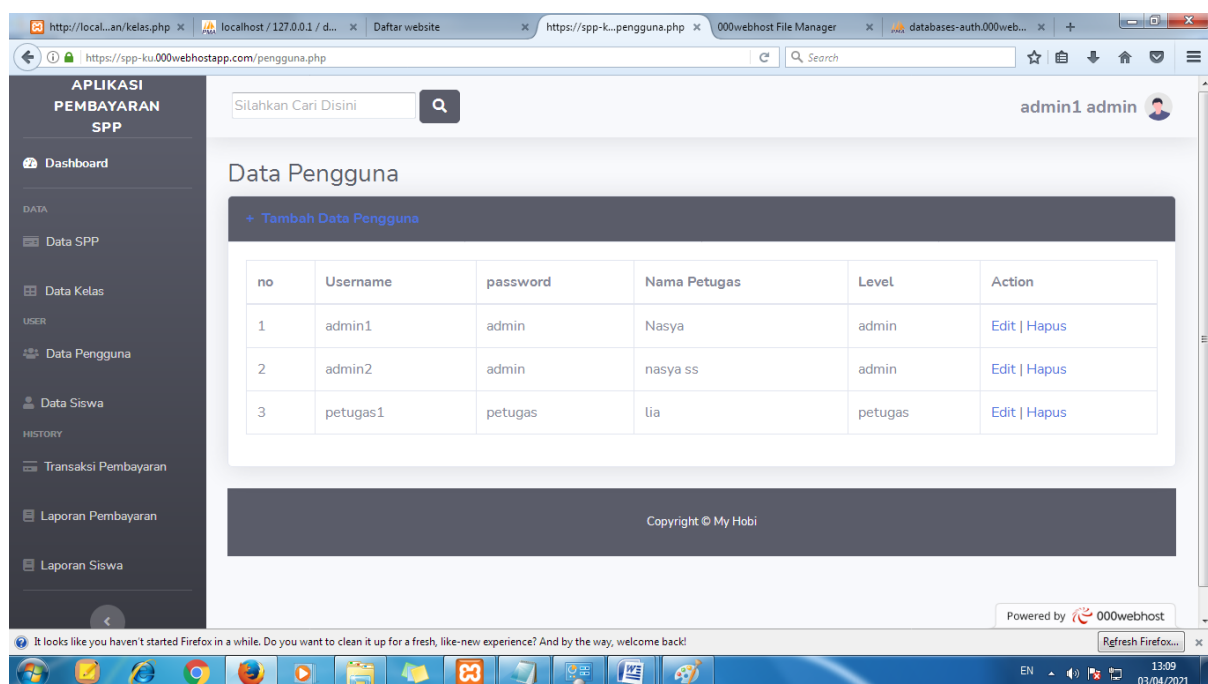 http://local...an/kelas.php
localhost / 127.0.0.1 / d...
Daftar website
https://spp-k...pengguna.php
000webhost File Manager
databases-auth.000web...
https://spp-ku.000webhostapp.com/pengguna.php
Search
APLIKASI
PEMBAYARAN
SPP
Silahkan Cari Disini
admin1 admin
Dashboard
Data Pengguna
DATA
+ Tambah Data Pengguna
Data SPP
Data Kelas
USER
Data Pengguna
Data Siswa
HISTORY
Transaksi Pembayaran
Laporan Pembayaran
Laporan Siswa
no Username password Nama Petugas Level Action
1 admin1 admin Nasya admin Edit | Hapus
2 admin2 admin nasya ss admin Edit | Hapus
3 petugas1 petugas lia petugas Edit | Hapus
Copyright © My Hobi
Powered by 000webhost
It looks like you haven't started Firefox in a while. Do you want to clean it up for a fresh, like-new experience? And by the way, welcome back!
Refresh Firefox...
EN
13:09
03/04/2021